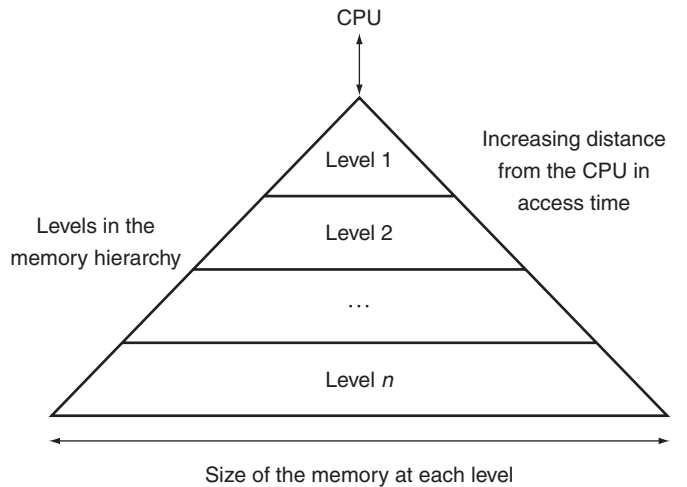 CPU
Level 1
Increasing distance
from the CPU in
access time
Levels in the
memory hierarchy
Level 2
...
Level n
Size of the memory at each level